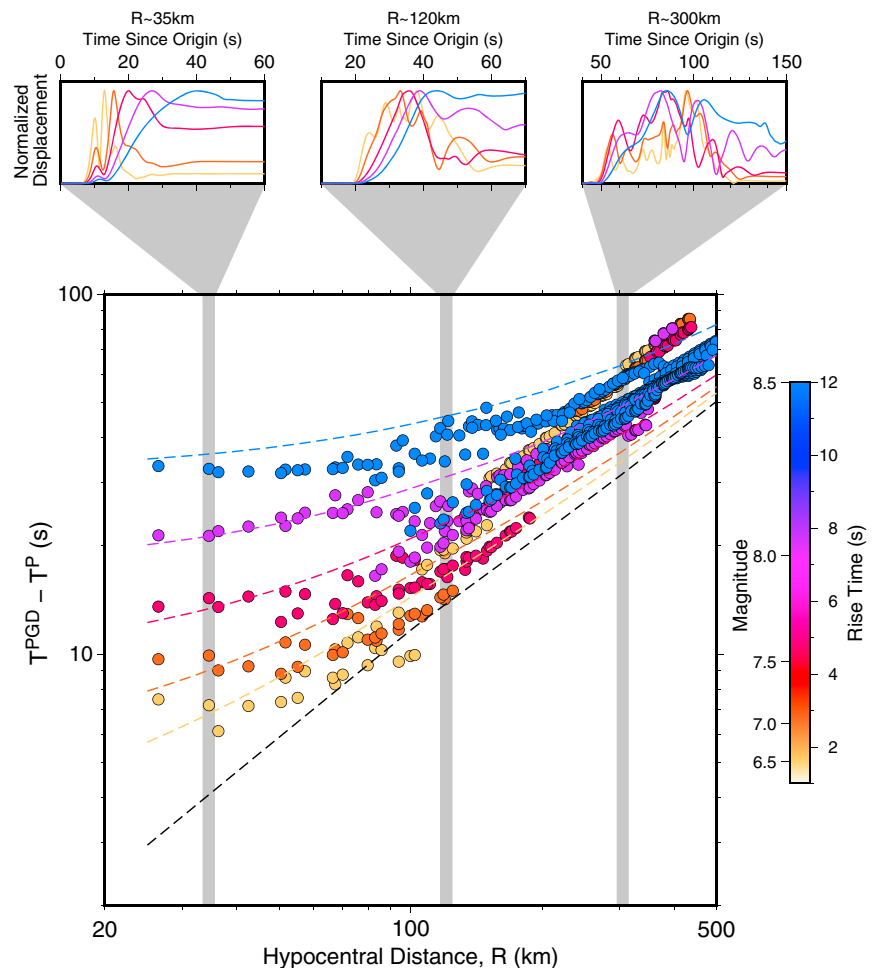 R~35km
Time Since Origin (s)
0 20 40 60
R~120km
Time Since Origin (s)
20 40 60
R~300km
Time Since Origin (s)
50 100 150
Normalized
Displacement
100
10
T^PGD – T^P (s)
20 100 500
Hypocentral Distance, R (km)
Magnitude
8.5
8.0
7.5
7.0
6.5
12
10
8
6
4
2
Rise Time (s)